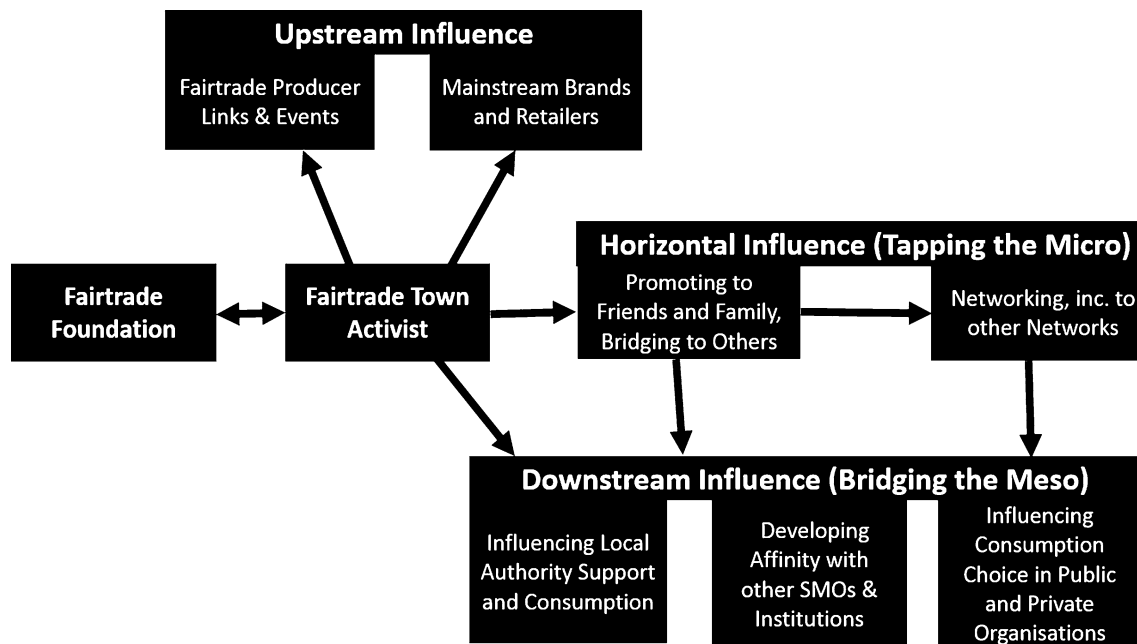 Upstream Influence
Fairtrade Producer
Links & Events
Mainstream Brands
and Retailers
Fairtrade
Foundation
Fairtrade Town
Activist
Horizontal Influence (Tapping the Micro)
Promoting to
Friends and Family,
Bridging to Others
Networking, inc. to
other Networks
Downstream Influence (Bridging the Meso)
Influencing Local
Authority Support
and Consumption
Developing
Affinity with
other SMOs &
Institutions
Influencing
Consumption
Choice in Public
and Private
Organisations